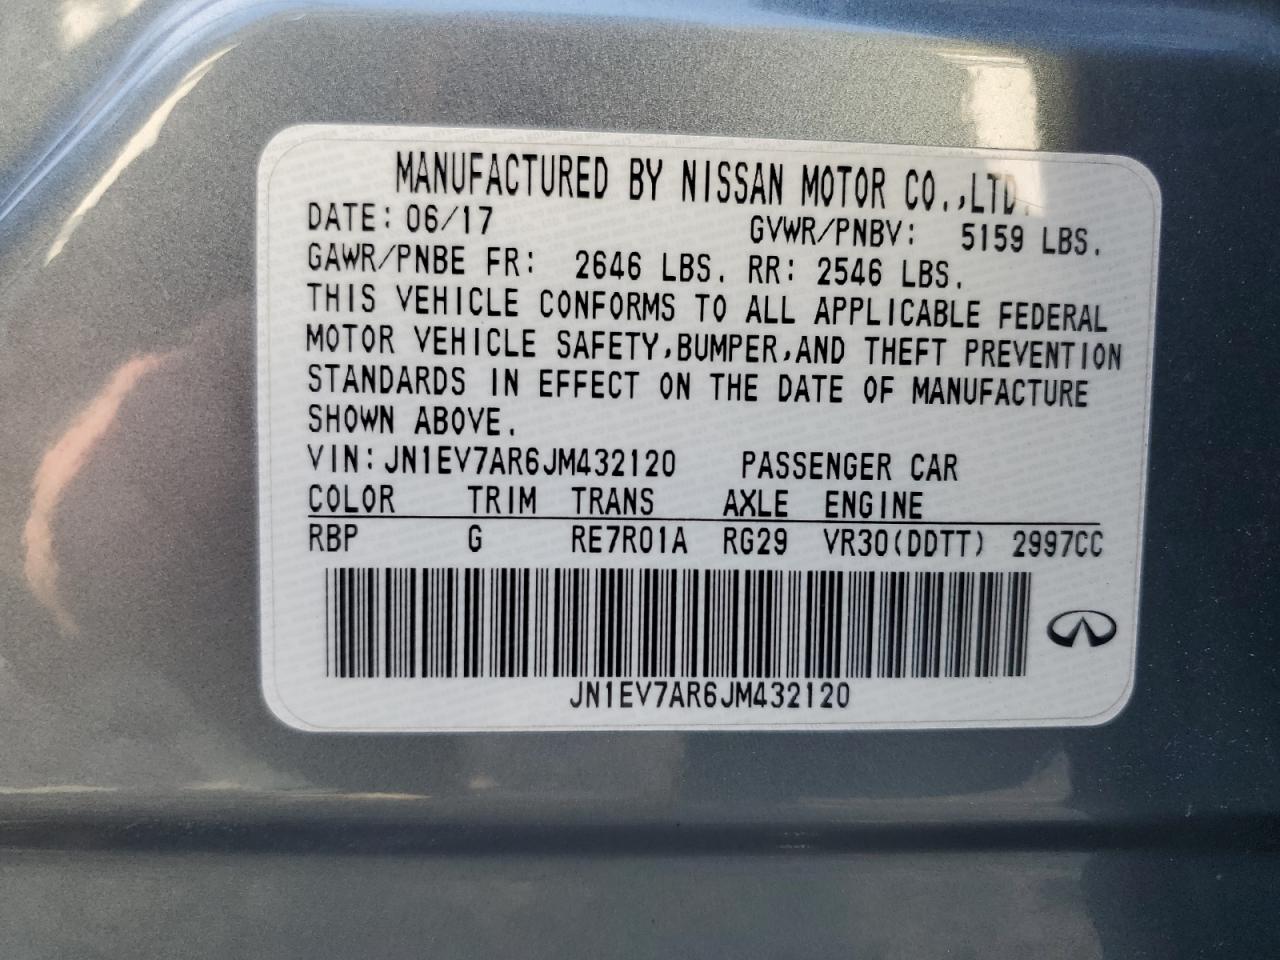 MANUFACTURED BY NISSAN MOTOR CO.,LTD.
DATE: 06/17 GVWR/PNBV: 5159 LBS.
GAWR/PNBE FR: 2646 LBS. RR: 2546 LBS.
THIS VEHICLE CONFORMS TO ALL APPLICABLE FEDERAL
MOTOR VEHICLE SAFETY,BUMPER,AND THEFT PREVENTION
STANDARDS IN EFFECT ON THE DATE OF MANUFACTURE
SHOWN ABOVE.
VIN: JN1EV7AR6JM432120 PASSENGER CAR
COLOR TRIM TRANS AXLE ENGINE
RBP G RE7R01A RG29 VR30(DDTT) 2997CC
JN1EV7AR6JM432120